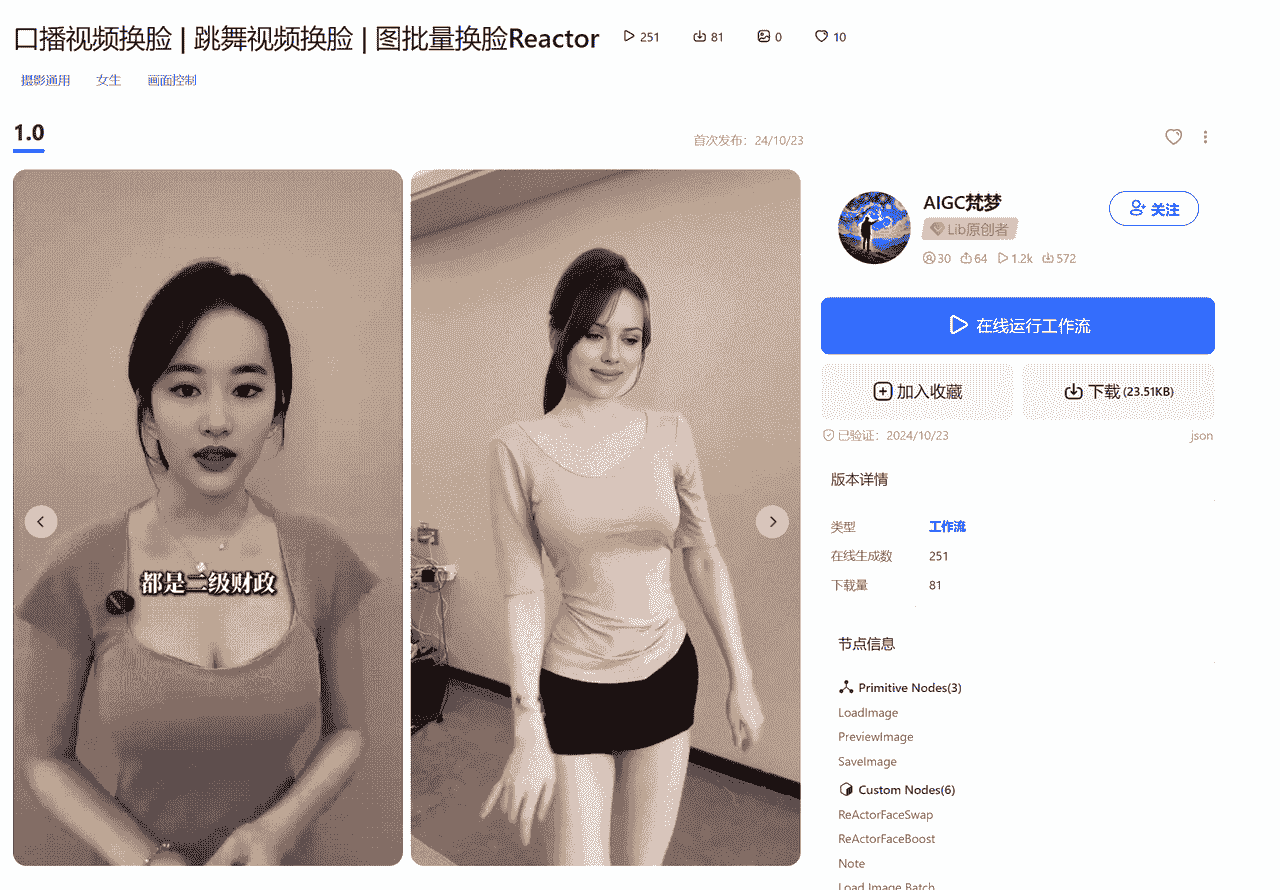 口播视频换脸 | 跳舞视频换脸 | 图批量换脸Reactor 251 81 0 10
摄影通用 女生 画面控制
1.0
首次发布：24/10/23
都是二级财政
AIGC梵梦
Lib原创者
30 64 1.2k 572
关注
在线运行工作流
加入收藏
下载 (23.51KB)
已验证：2024/10/23
json
版本详情
类型 工作流
在线生成数 251
下载量 81
节点信息
Primitive Nodes(3)
LoadImage
PreviewImage
SaveImage
Custom Nodes(6)
ReActorFaceSwap
ReActorFaceBoost
Note
Load Image Batch